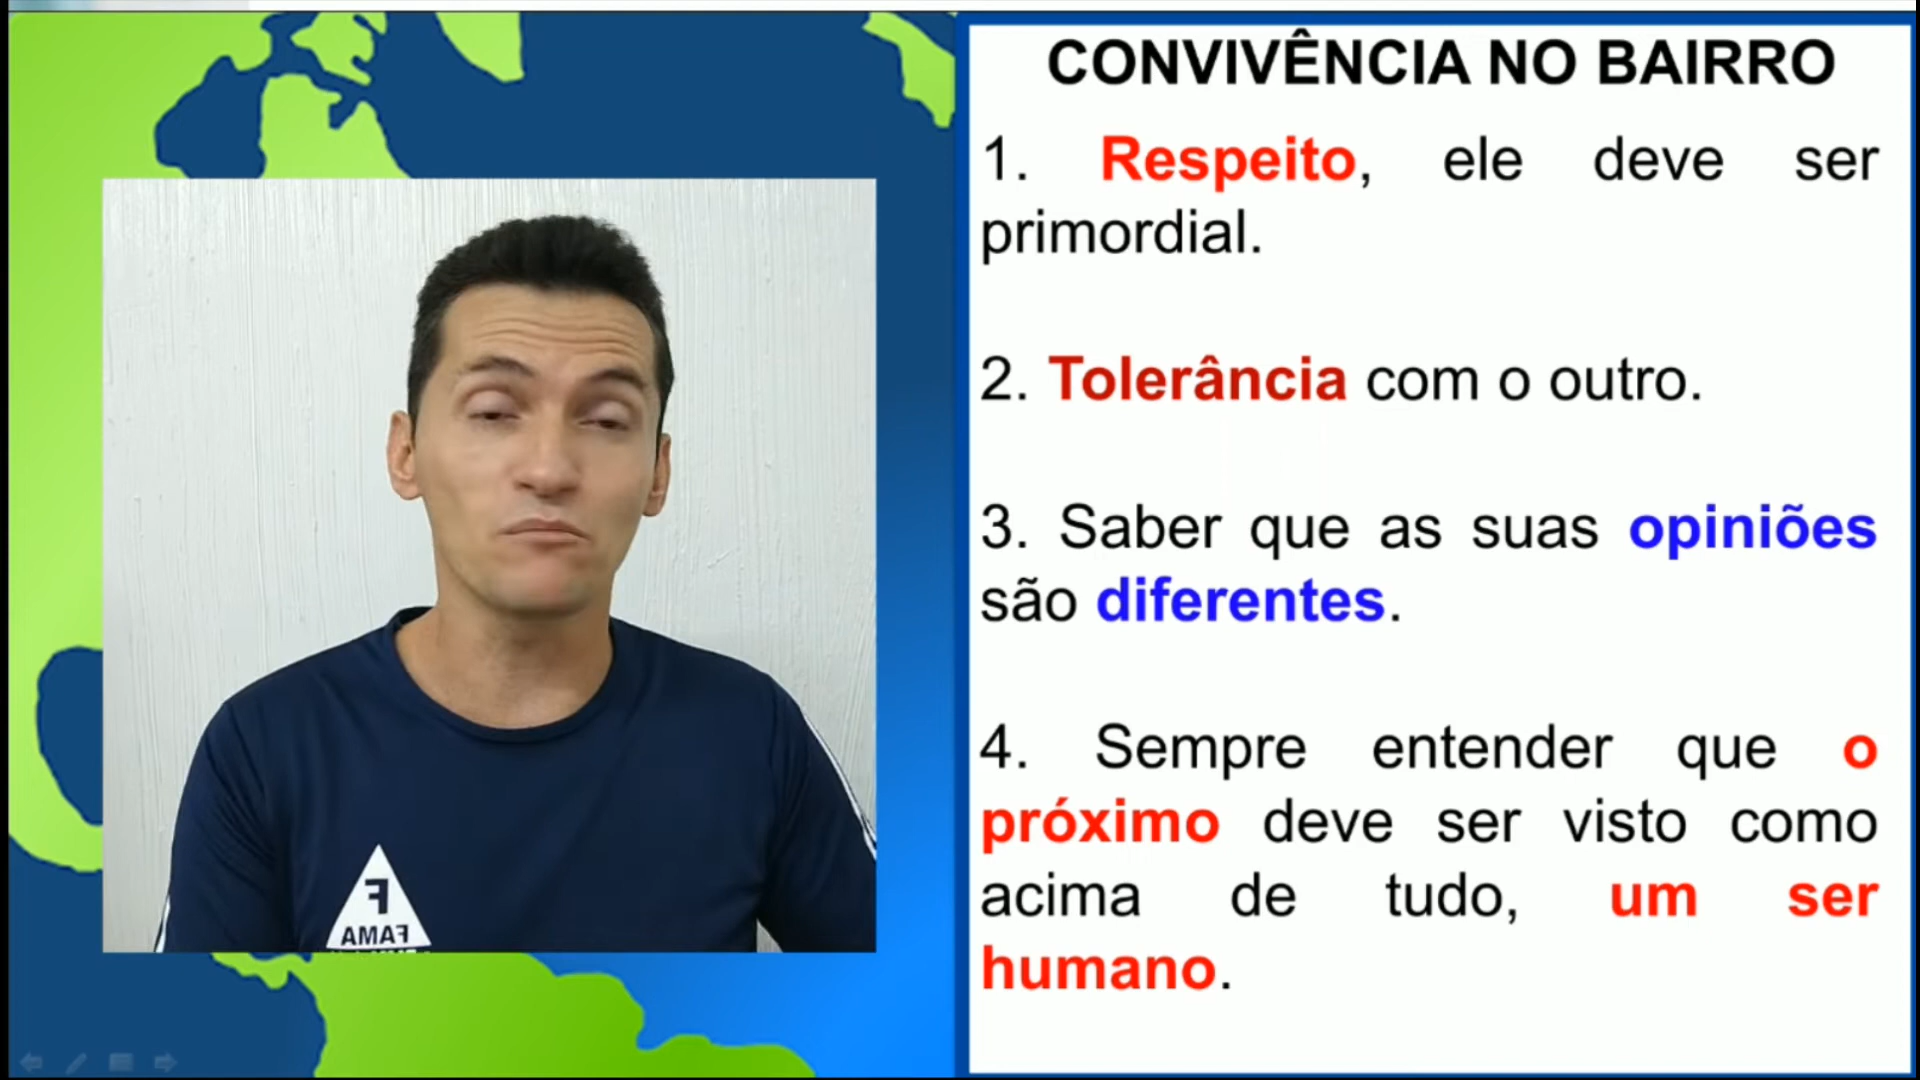 CONVIVÊNCIA NO BAIRRO
1. Respeito, ele deve ser
primordial.
2. Tolerância com o outro.
3. Saber que as suas opiniões
são diferentes.
4. Sempre entender que o
próximo deve ser visto como
acima de tudo, um ser
humano.
F
FAMA